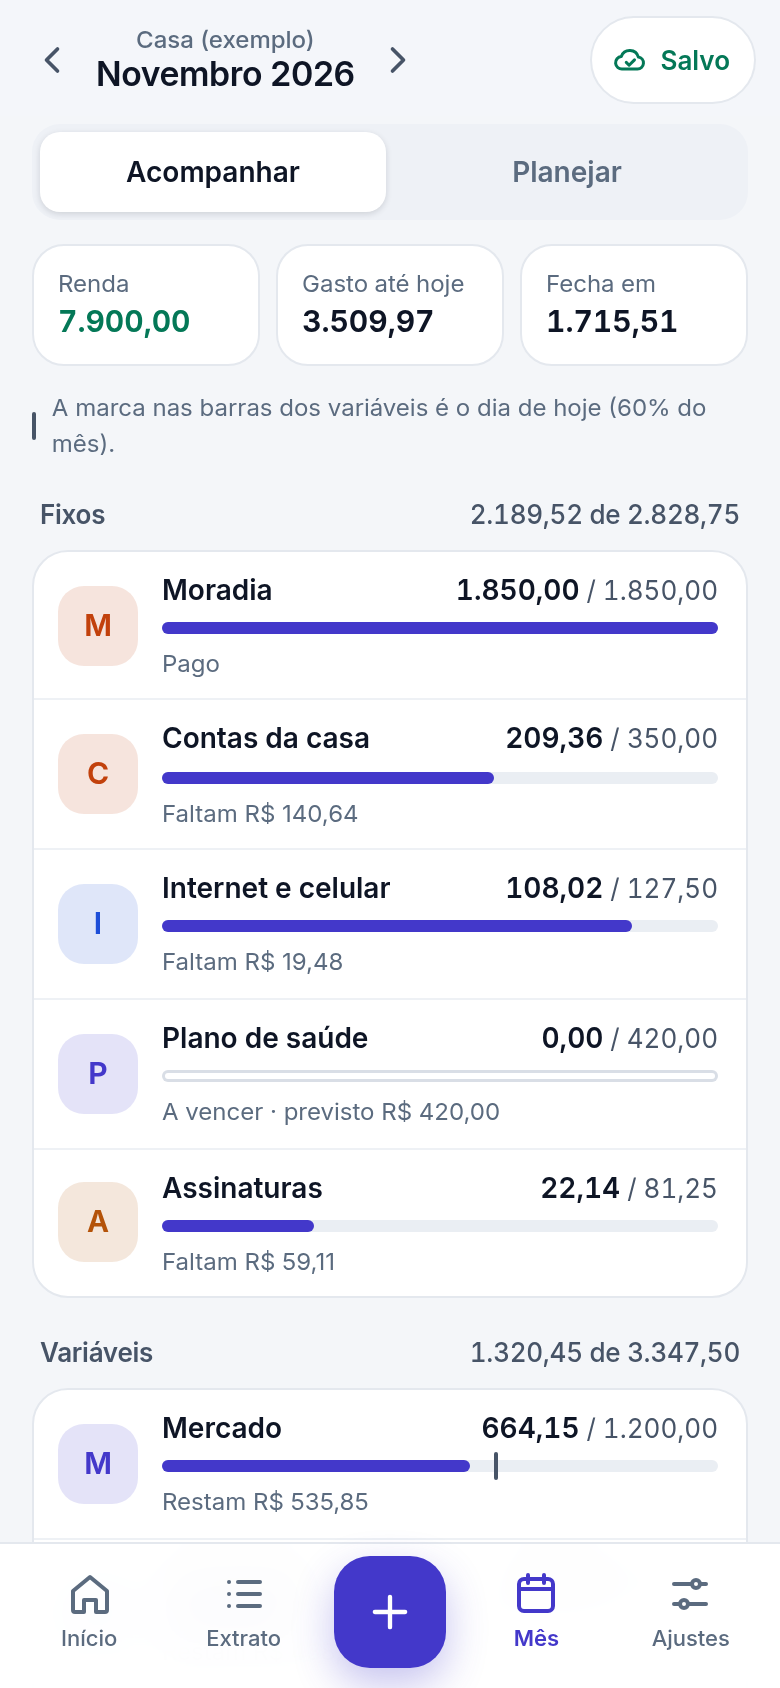 Casa (exemplo)
Novembro 2026
Salvo
Acompanhar
Planejar
Renda
7.900,00
Gasto até hoje
3.509,97
Fecha em
1.715,51
A marca nas barras dos variáveis é o dia de hoje (60% do
mês).
Fixos
2.189,52 de 2.828,75
M
Moradia
1.850,00 / 1.850,00
Pago
C
Contas da casa
209,36 / 350,00
Faltam R$ 140,64
I
Internet e celular
108,02 / 127,50
Faltam R$ 19,48
P
Plano de saúde
0,00 / 420,00
A vencer · previsto R$ 420,00
A
Assinaturas
22,14 / 81,25
Faltam R$ 59,11
Variáveis
1.320,45 de 3.347,50
M
Mercado
664,15 / 1.200,00
Restam R$ 535,85
Início
Extrato
Mês
Ajustes